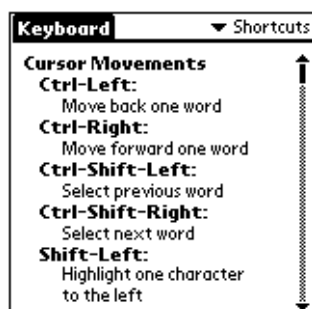 Keyboard
Shortcuts
Cursor Movements
Ctrl-Left:
Move back one word
Ctrl-Right:
Move forward one word
Ctrl-Shift-Left:
Select previous word
Ctrl-Shift-Right:
Select next word
Shift-Left:
Highlight one character
to the left